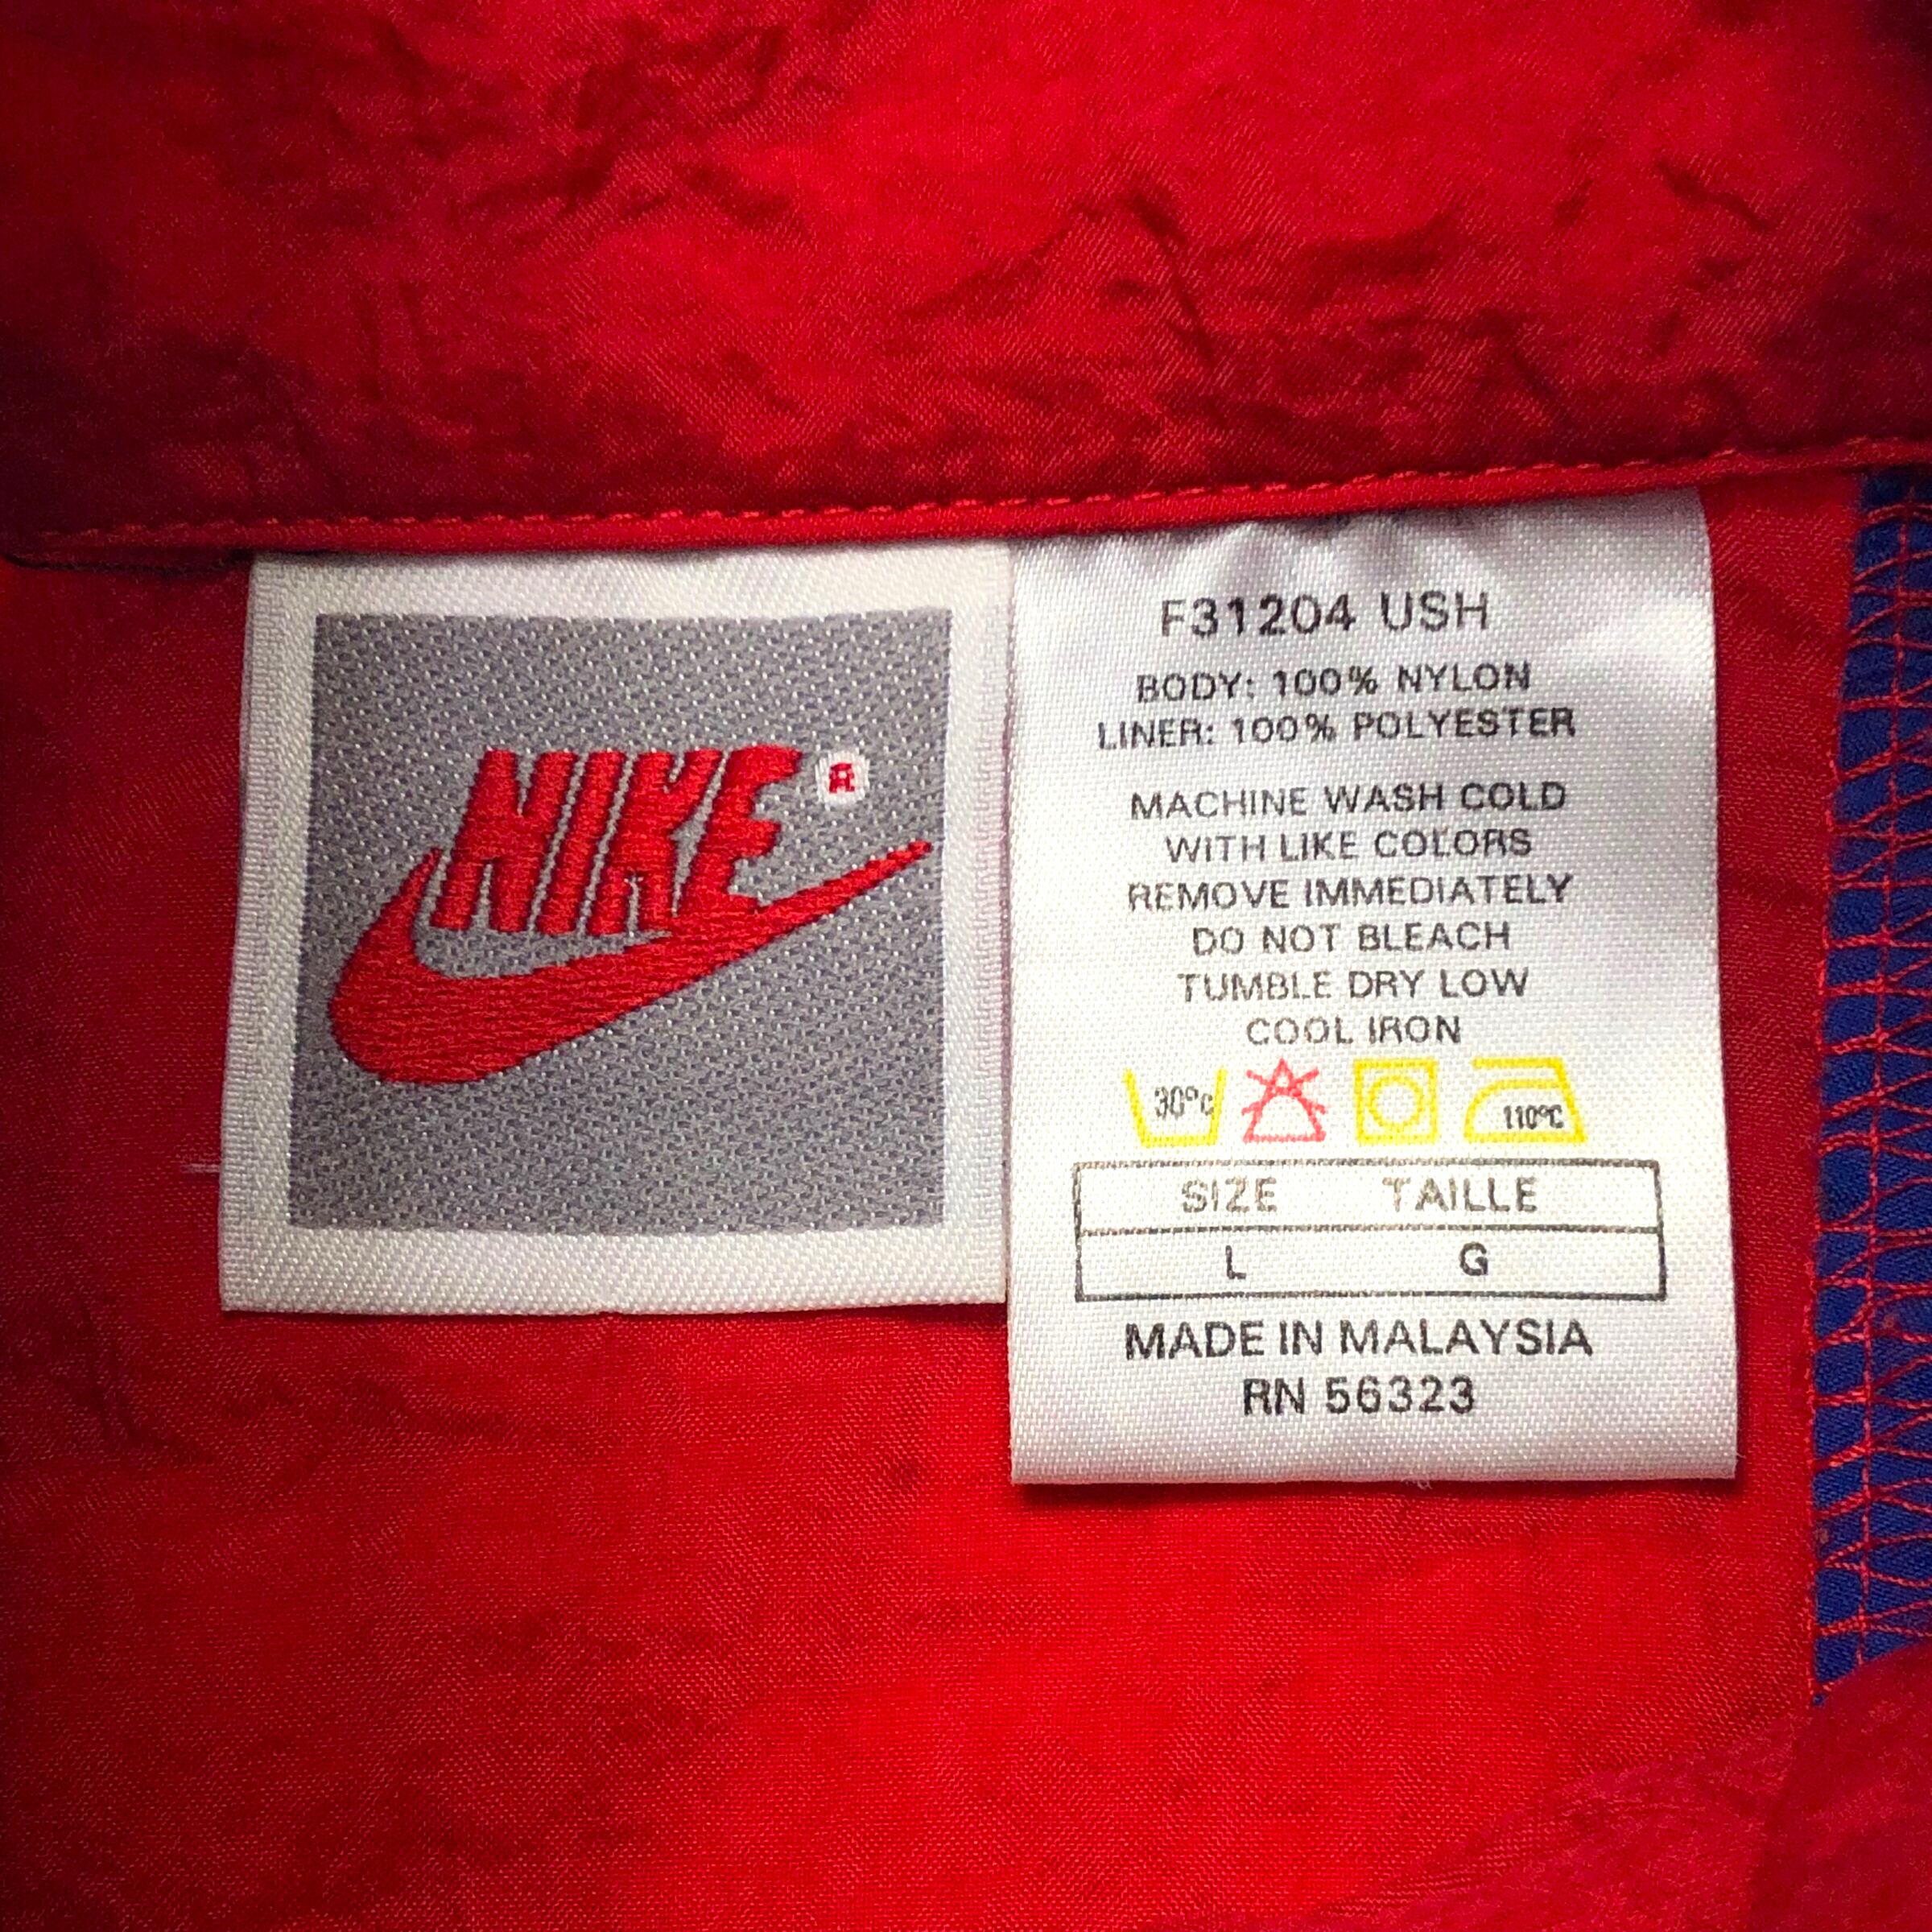 NIKE ®
F31204 USH
BODY: 100% NYLON
LINER: 100% POLYESTER
MACHINE WASH COLD
WITH LIKE COLORS
REMOVE IMMEDIATELY
DO NOT BLEACH
TUMBLE DRY LOW
COOL IRON
30°C 110°C
SIZE TAILLE
L G
MADE IN MALAYSIA
RN 56323